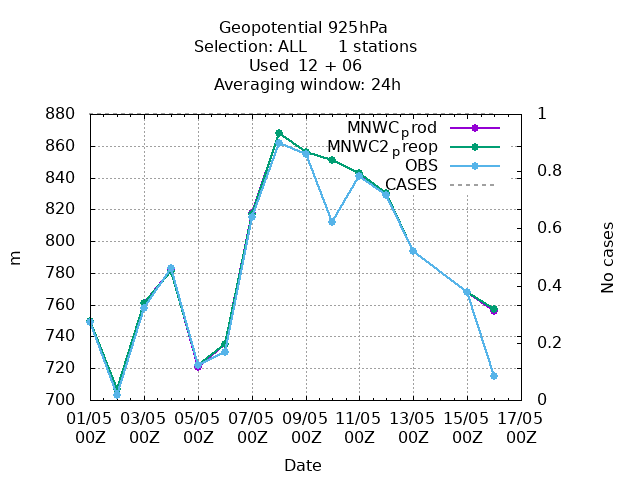 Geopotential 925hPa
Selection: ALL      1 stations
Used  12 + 06
Averaging window: 24h
MNWCprod
MNWC2preop
OBS
CASES
880
860
840
820
800
780
760
740
720
700
m
1
0.8
0.6
0.4
0.2
0
No cases
01/05 03/05 05/05 07/05 09/05 11/05 13/05 15/05 17/05
00Z 00Z 00Z 00Z 00Z 00Z 00Z 00Z 00Z
Date